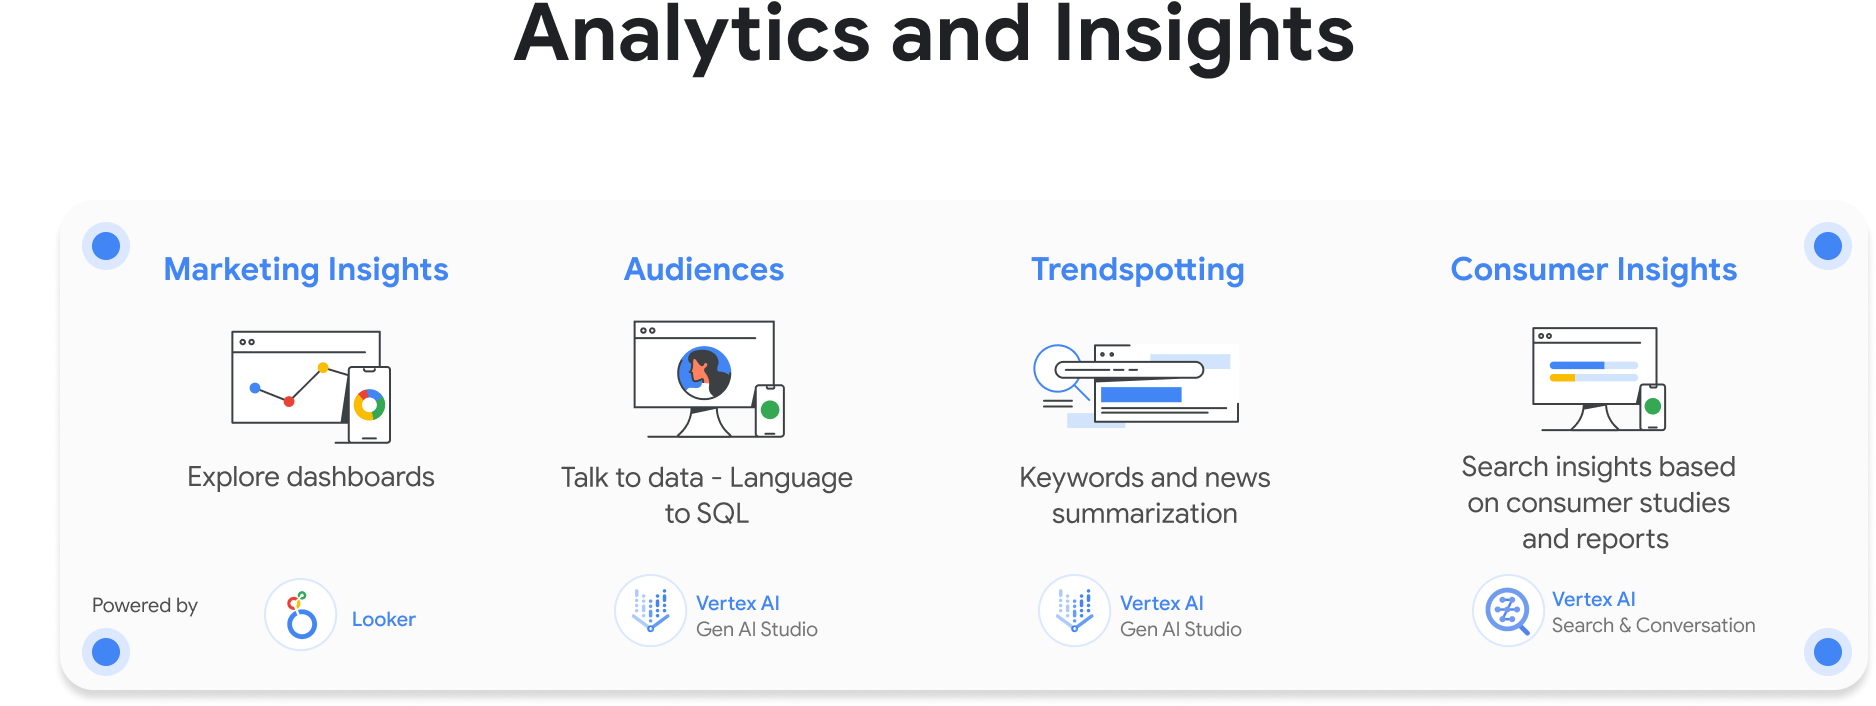 Analytics and Insights
Marketing Insights
Explore dashboards
Audiences
Talk to data - Language
to SQL
Trendspotting
Keywords and news
summarization
Consumer Insights
Search insights based
on consumer studies
and reports
Powered by
Looker
Vertex AI
Gen AI Studio
Vertex AI
Gen AI Studio
Vertex AI
Search & Conversation